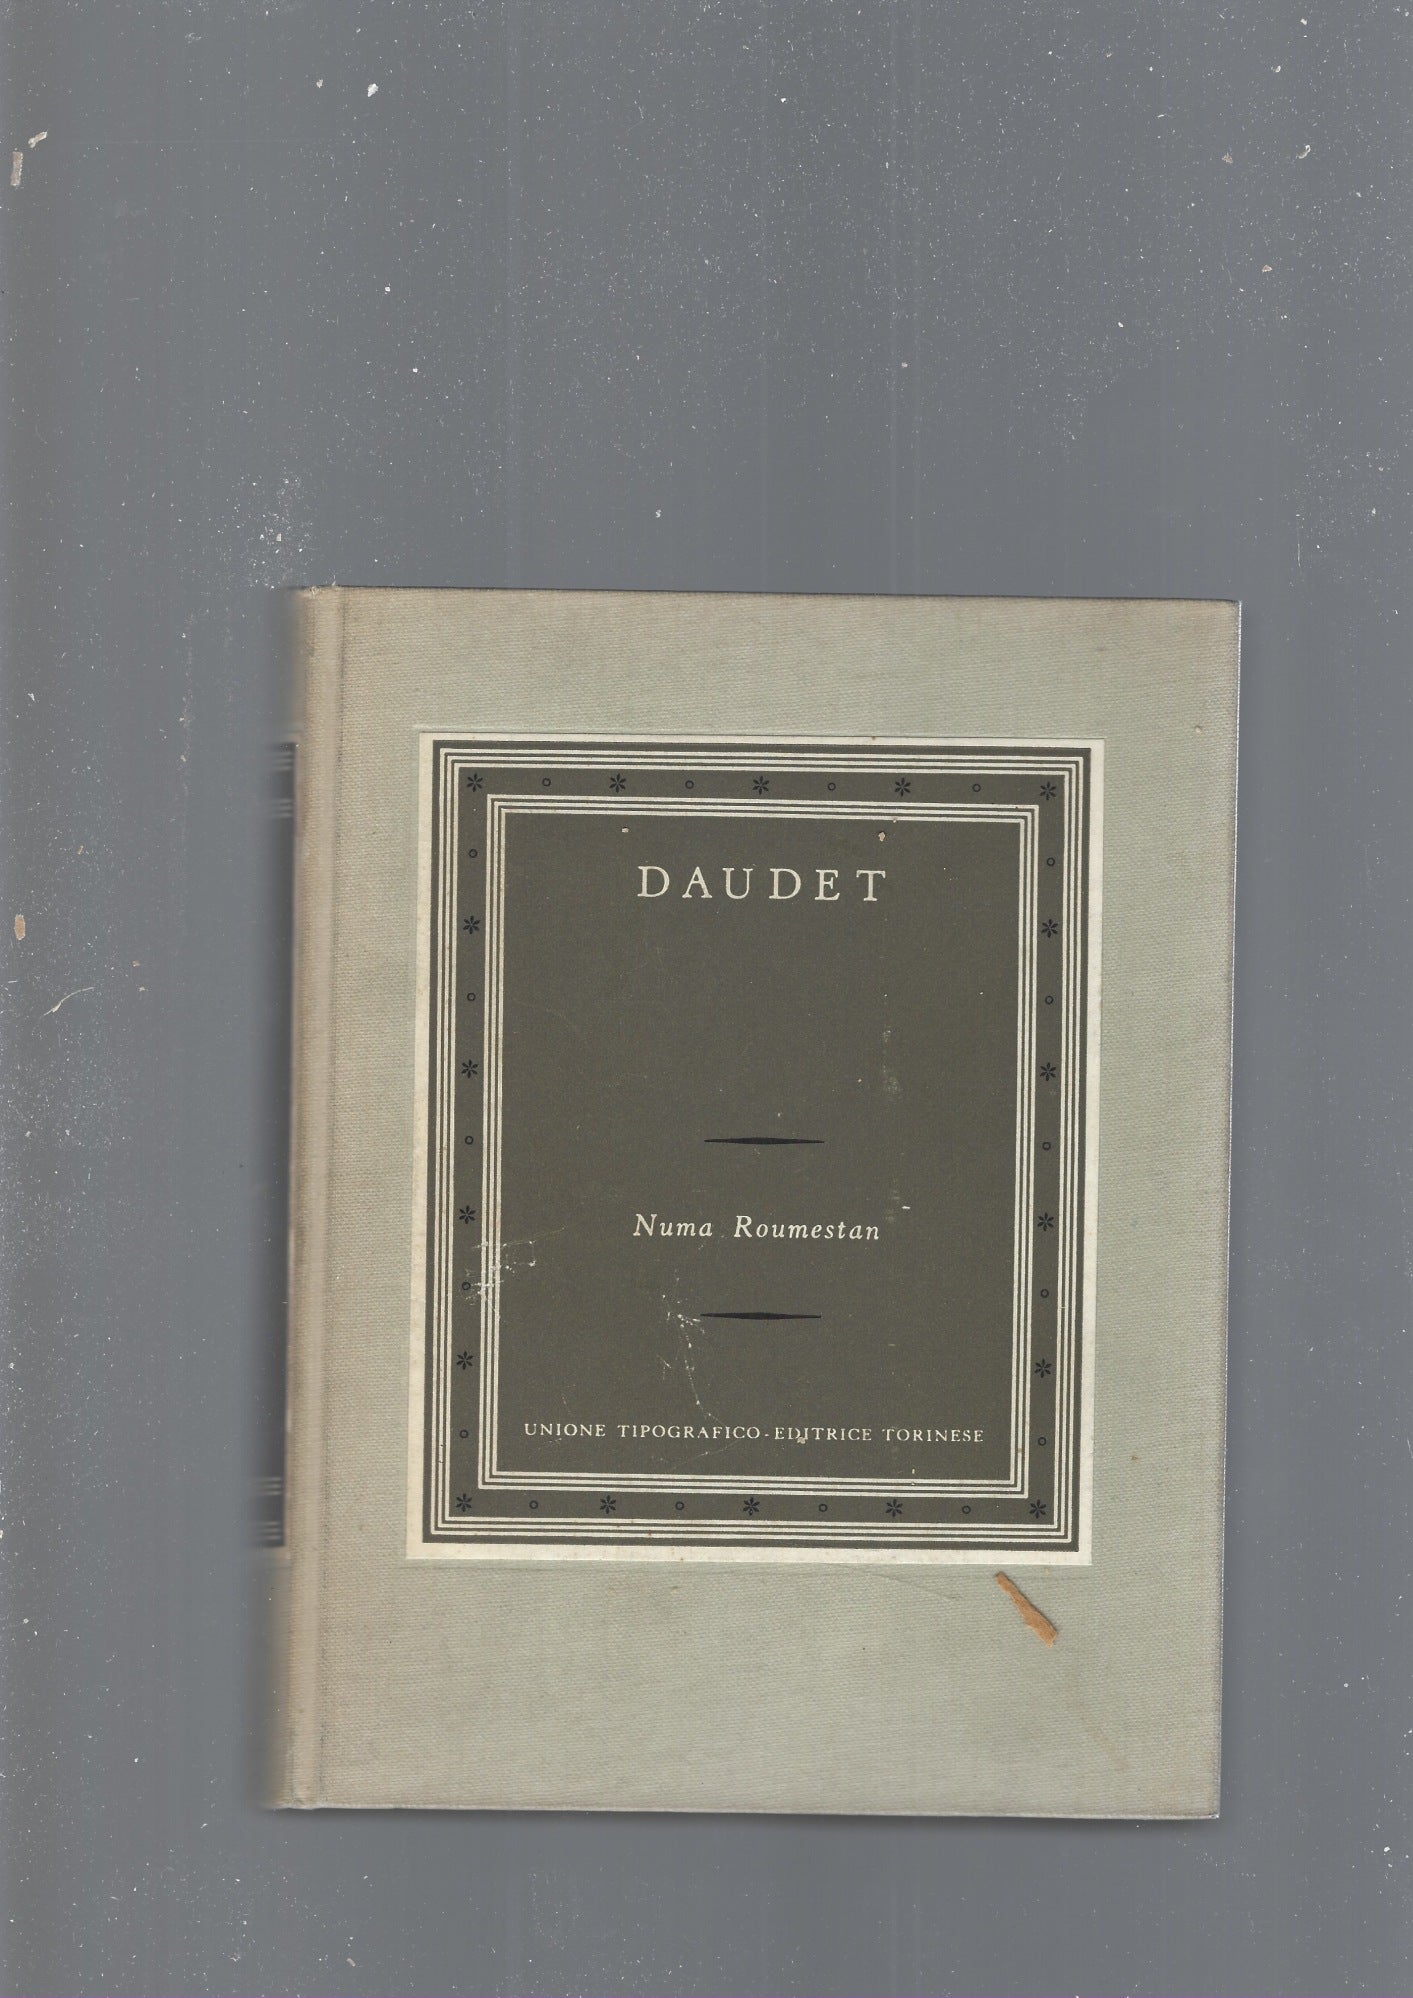 DAUDET
Numa Roumestan
UNIONE TIPOGRAFICO-EDITRICE TORINESE